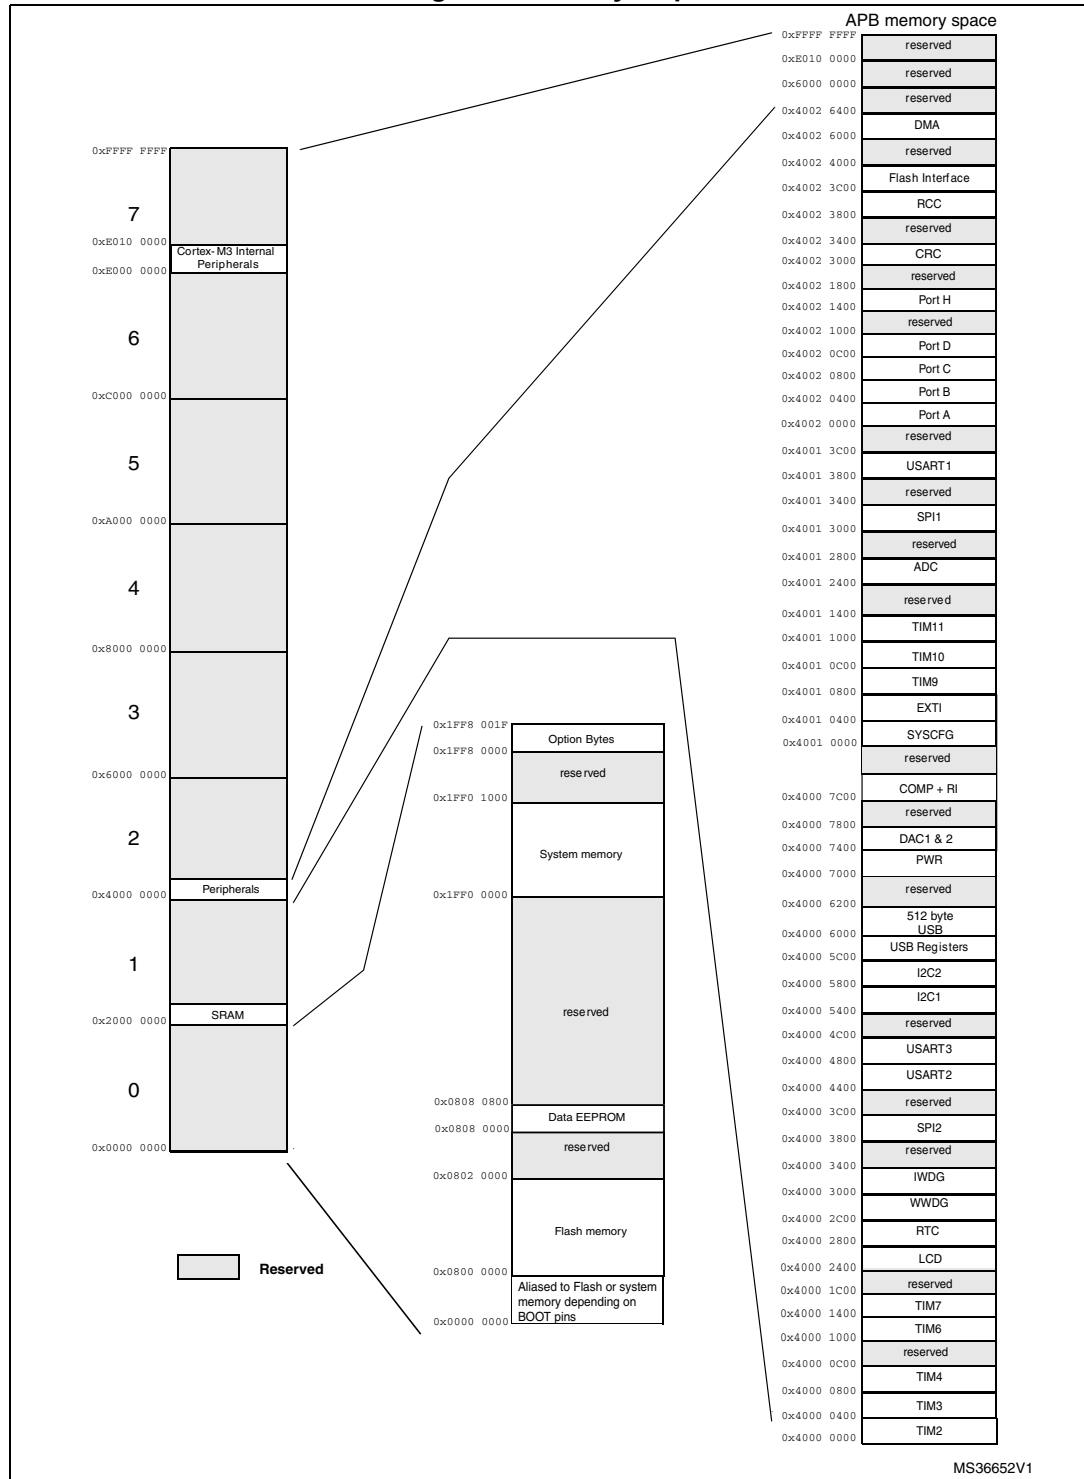 APB memory space
0xFFFF FFFF
reserved
0xE010 0000
reserved
0x6000 0000
reserved
0x4002 6400
DMA
0x4002 6000
reserved
0x4002 4000
Flash Interface
0x4002 3C00
RCC
0x4002 3800
reserved
0x4002 3400
CRC
0x4002 3000
reserved
0x4002 1800
Port H
0x4002 1400
reserved
0x4002 1000
Port D
0x4002 0C00
Port C
0x4002 0800
Port B
0x4002 0400
Port A
0x4002 0000
reserved
0x4001 3C00
USART1
0x4001 3800
reserved
0x4001 3400
SPI1
0x4001 3000
reserved
0x4001 2800
ADC
0x4001 2400
reserved
0x4001 1400
TIM11
0x4001 1000
TIM10
0x4001 0C00
TIM9
0x4001 0800
EXTI
0x4001 0400
SYSCFG
0x4001 0000
reserved
COMP + RI
0x4000 7C00
reserved
0x4000 7800
DAC1 & 2
0x4000 7400
PWR
0x4000 7000
reserved
0x4000 6200
512 byte
USB
0x4000 6000
USB Registers
0x4000 5C00
I2C2
0x4000 5800
I2C1
0x4000 5400
reserved
0x4000 4C00
USART3
0x4000 4800
USART2
0x4000 4400
reserved
0x4000 3C00
SPI2
0x4000 3800
reserved
0x4000 3400
IWDG
0x4000 3000
WWDG
0x4000 2C00
RTC
0x4000 2800
LCD
0x4000 2400
reserved
0x4000 1C00
TIM7
0x4000 1400
TIM6
0x4000 1000
reserved
0x4000 0C00
TIM4
0x4000 0800
TIM3
0x4000 0400
TIM2
0x4000 0000
0xFFFF FFFF
7
0xE010 0000
Cortex-M3 Internal
Peripherals
0xE000 0000
6
0xC000 0000
5
0xA000 0000
4
0x8000 0000
3
0x6000 0000
2
Peripherals
0x4000 0000
1
SRAM
0x2000 0000
0
0x0000 0000
Reserved
0x1FF8 001F
Option Bytes
0x1FF8 0000
reserved
0x1FF0 1000
System memory
0x1FF0 0000
reserved
0x0808 0800
Data EEPROM
0x0808 0000
reserved
0x0802 0000
Flash memory
0x0800 0000
Aliased to Flash or system
memory depending on
BOOT pins
0x0000 0000
MS36652V1